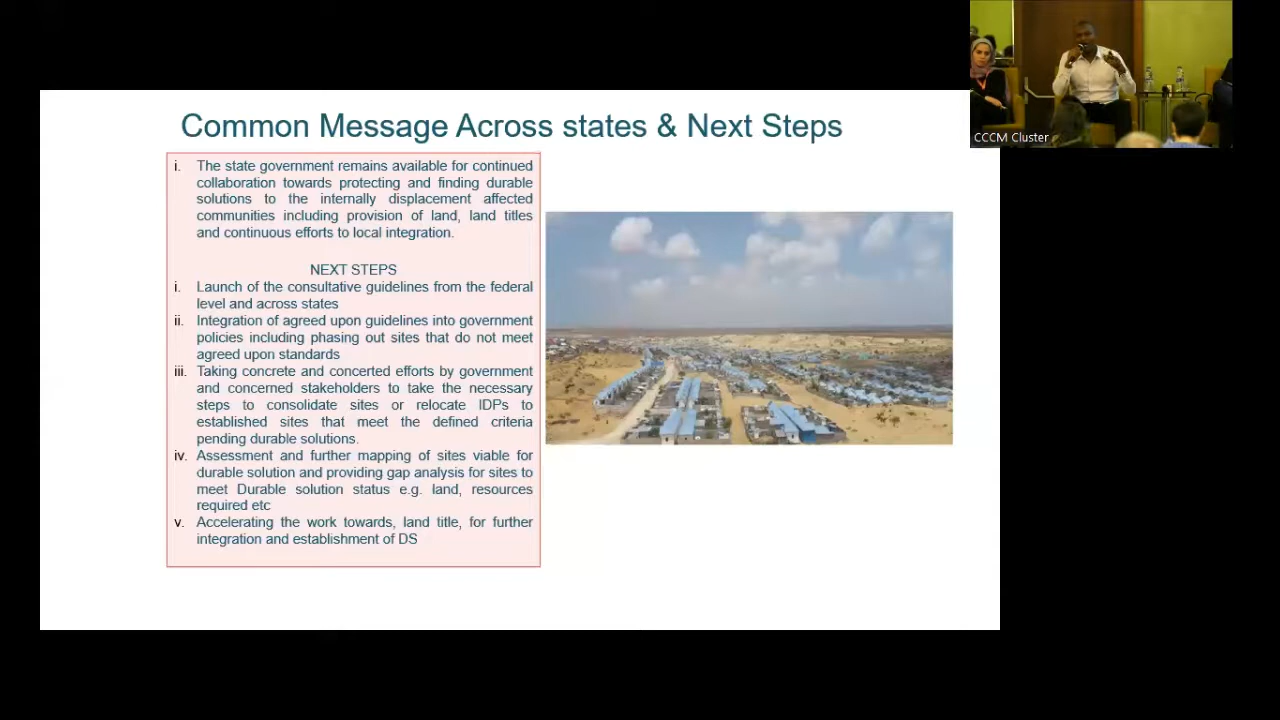 Common Message Across states & Next Steps
i. The state government remains available for continued
collaboration towards protecting and finding durable
solutions to the internally displacement affected
communities including provision of land, land titles
and continuous efforts to local integration.
NEXT STEPS
i. Launch of the consultative guidelines from the federal
level and across states
ii. Integration of agreed upon guidelines into government
policies including phasing out sites that do not meet
agreed upon standards
iii. Taking concrete and concerted efforts by government
and concerned stakeholders to take the necessary
steps to consolidate sites or relocate IDPs to
established sites that meet the defined criteria
pending durable solutions.
iv. Assessment and further mapping of sites viable for
durable solution and providing gap analysis for sites to
meet Durable solution status e.g. land, resources
required etc
v. Accelerating the work towards, land title, for further
integration and establishment of DS
CCCM Cluster